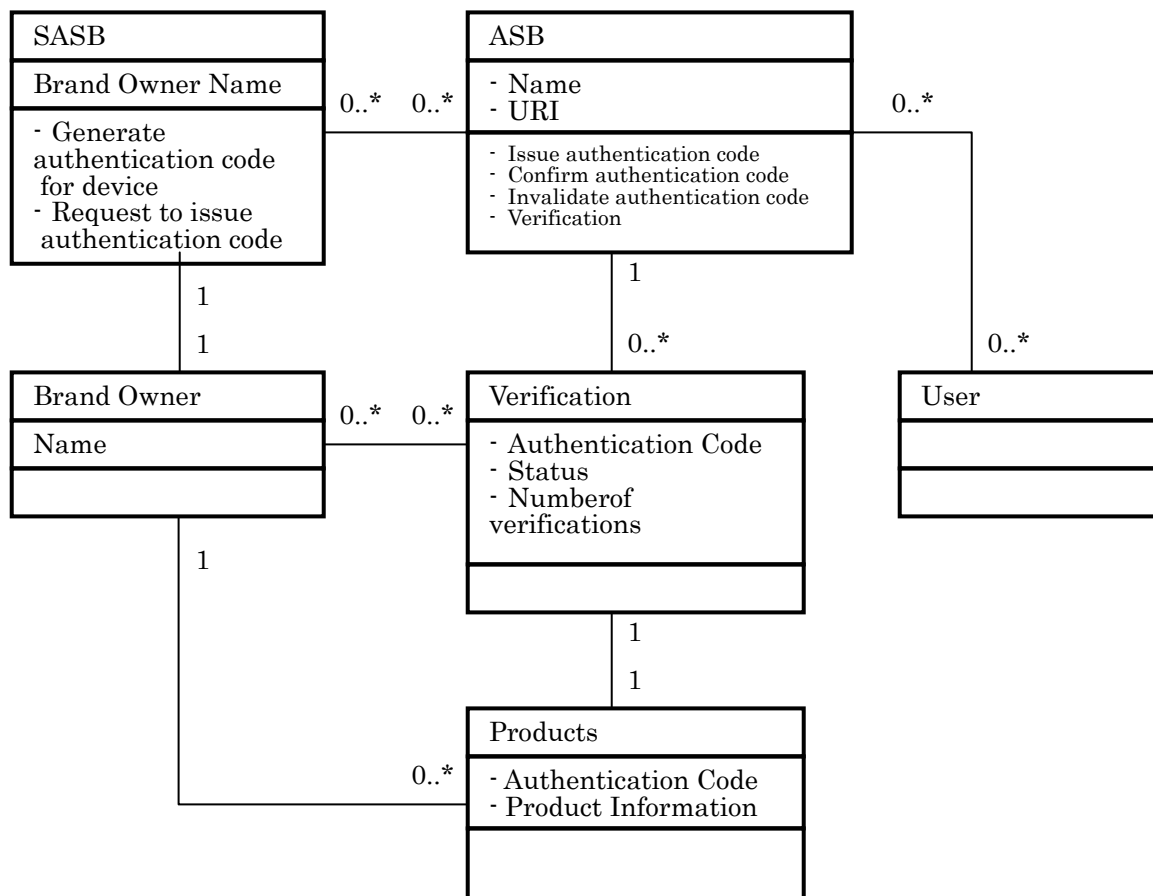 SASB
Brand Owner Name
- Generate
authentication code
for device
- Request to issue
authentication code
0..*
0..*
ASB
- Name
- URI
- Issue authentication code
- Confirm authentication code
- Invalidate authentication code
- Verification
0..*
1
1
1
0..*
0..*
Brand Owner
Name
0..*
0..*
Verification
- Authentication Code
- Status
- Numberof
verifications
User
1
1
1
0..*
Products
- Authentication Code
- Product Information